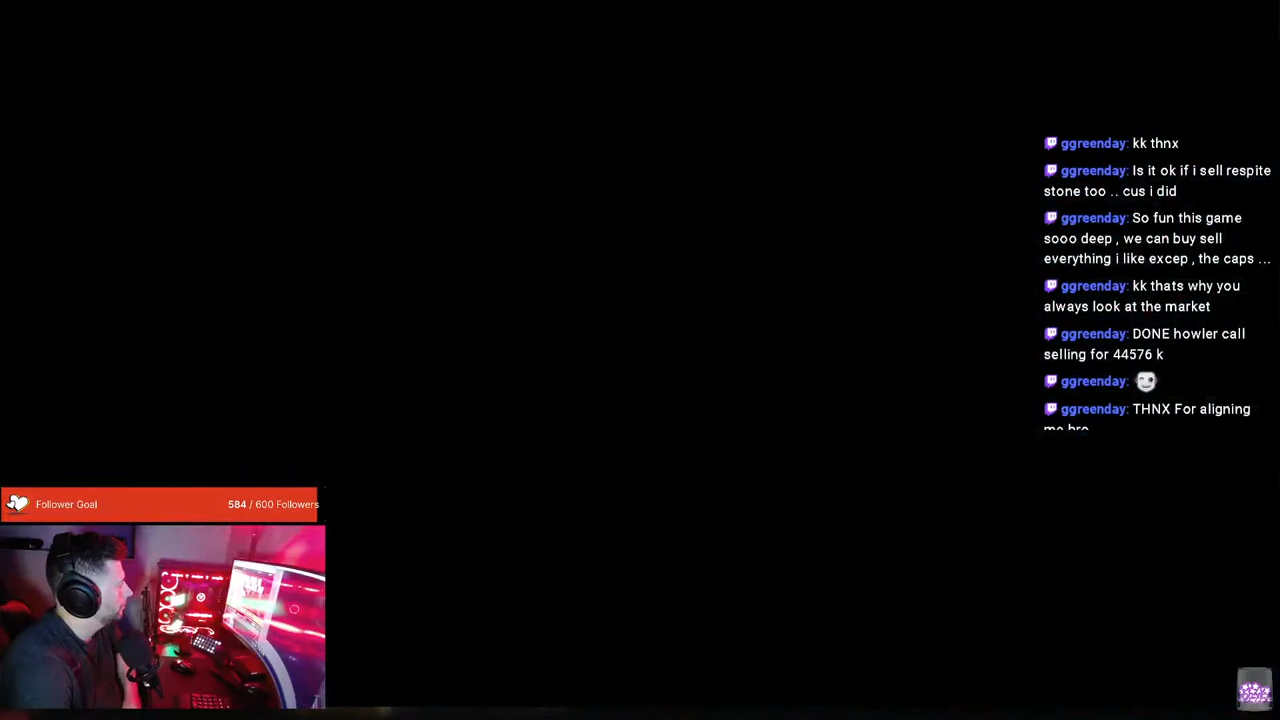 ggreenday: kk thnx
ggreenday: Is it ok if i sell respite
stone too .. cus i did
ggreenday: So fun this game
sooo deep , we can buy sell
everything i like excep , the caps ...
ggreenday: kk thats why you
always look at the market
ggreenday: DONE howler call
selling for 44576 k
ggreenday:
ggreenday: THNX For aligning
me bro
Follower Goal 584 / 600 Followers